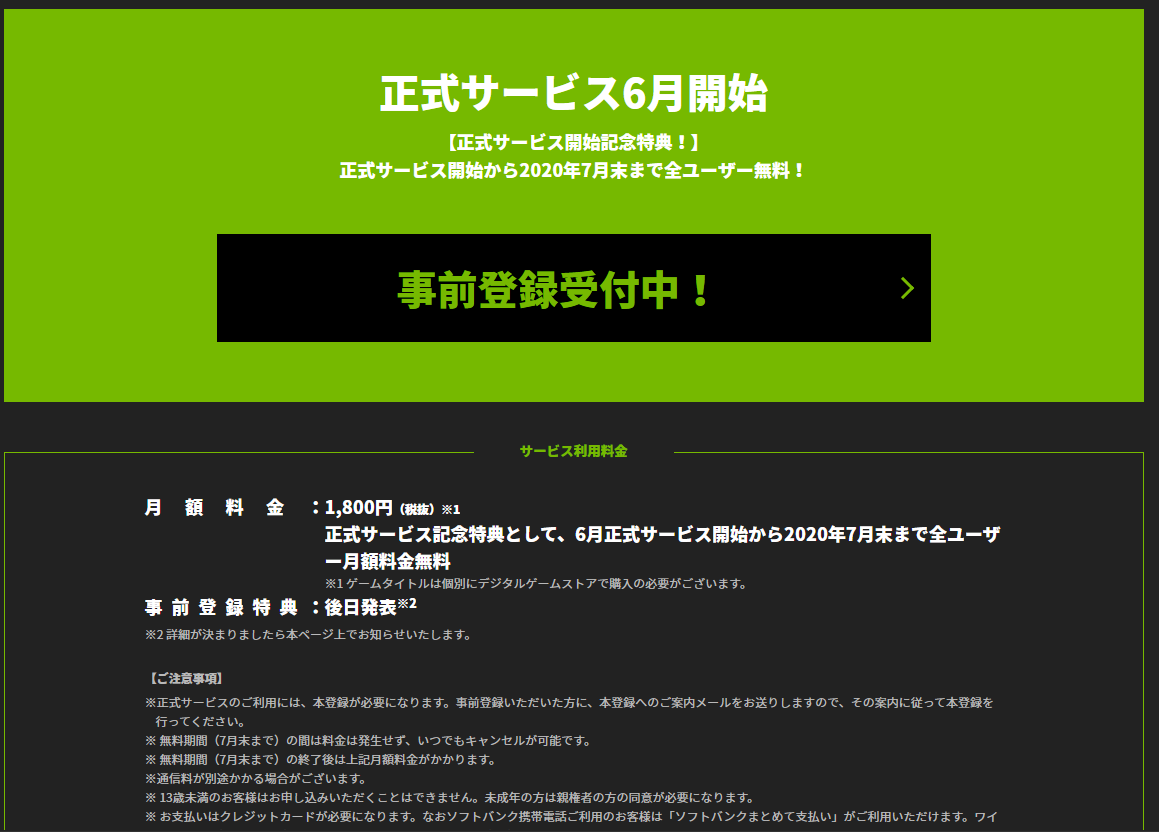 正式サービス6月開始
【正式サービス開始記念特典！】
正式サービス開始から2020年7月末まで全ユーザー無料！
事前登録受付中！
サービス利用料金
月額料金：1,800円（税抜）※1
正式サービス記念特典として、6月正式サービス開始から2020年7月末まで全ユーザ
ー月額料金無料
※1 ゲームタイトルは個別にデジタルゲームストアで購入の必要がございます。
事前登録特典：後日発表※2
※2 詳細が決まりましたら本ページ上でお知らせいたします。
【ご注意事項】
※正式サービスのご利用には、本登録が必要になります。事前登録いただいた方に、本登録へのご案内メールをお送りしますので、その案内に従って本登録を
行ってください。
※ 無料期間（7月末まで）の間は料金は発生せず、いつでもキャンセルが可能です。
※ 無料期間（7月末まで）の終了後は上記月額料金がかかります。
※通信料が別途かかる場合がございます。
※ 13歳未満のお客様はお申し込みいただくことはできません。未成年の方は親権者の方の同意が必要になります。
※ お支払いはクレジットカードが必要になります。なおソフトバンク携帯電話ご利用のお客様は「ソフトバンクまとめて支払い」がご利用いただけます。ワイ